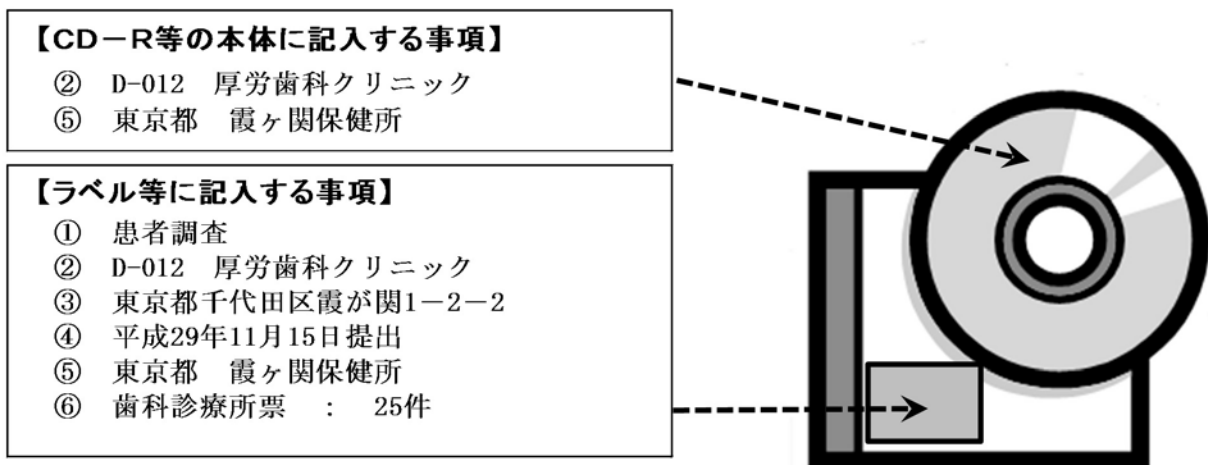 【CD－R等の本体に記入する事項】
② D-012 厚労歯科クリニック
⑤ 東京都 霞ヶ関保健所
【ラベル等に記入する事項】
① 患者調査
② D-012 厚労歯科クリニック
③ 東京都千代田区霞が関1－2－2
④ 平成29年11月15日提出
⑤ 東京都 霞ヶ関保健所
⑥ 歯科診療所票 ： 25件